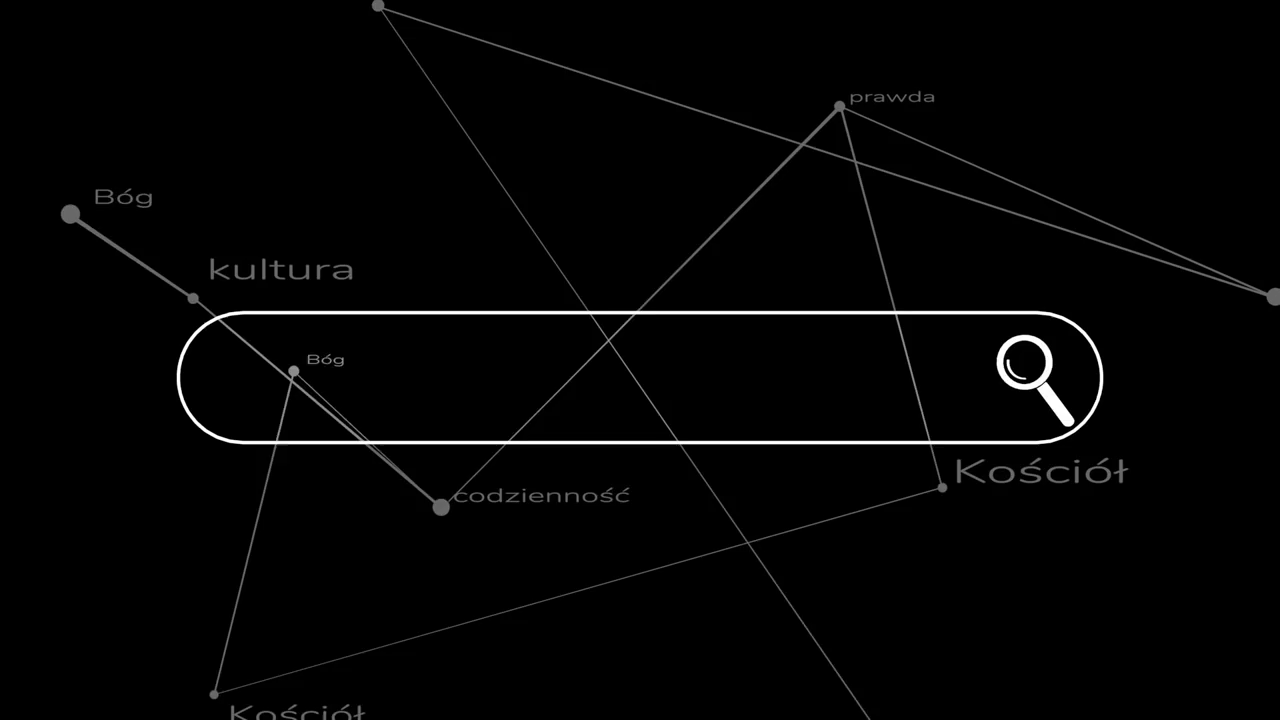 prawda
Bóg
kultura
Bóg
Kościół
codzienność
Kościół